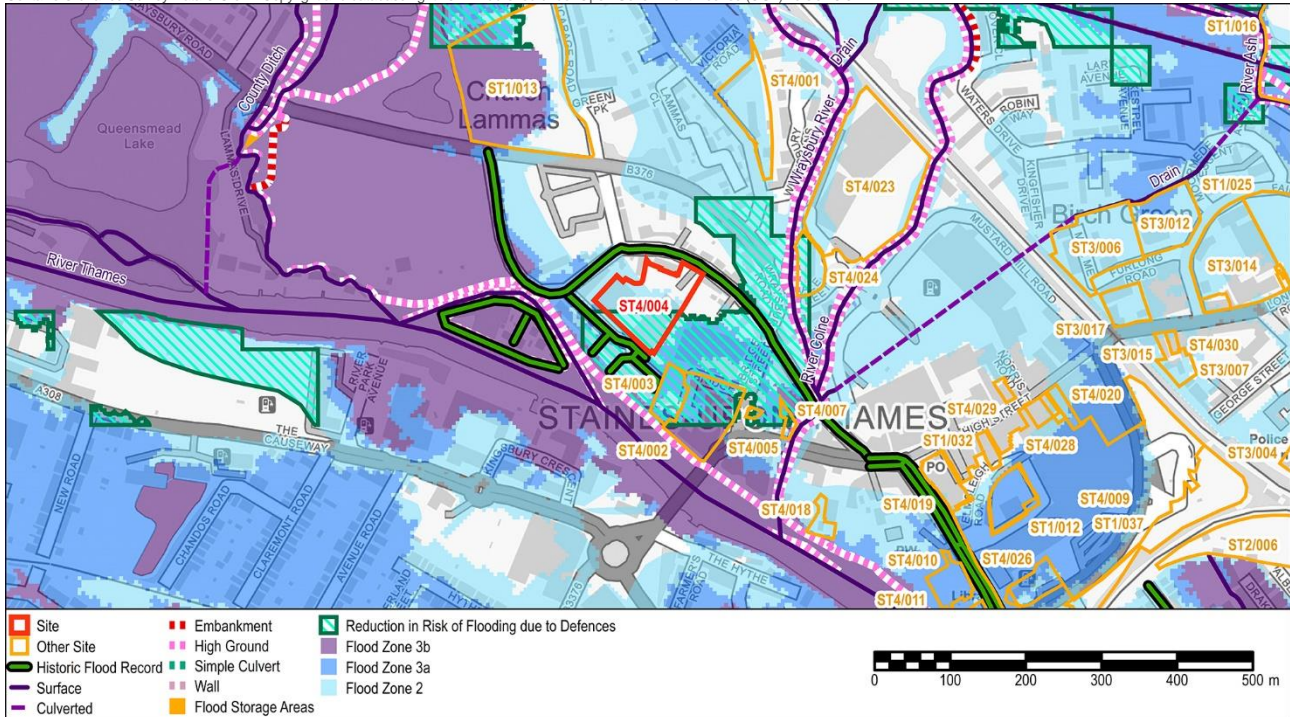 WRAYSBURY ROAD
County Ditch
ST1/013
Church
Lammas
GREEN PK
LAMMAS
CL
VICTORIA
ROAD
ST4/001
Drain
ST1/016
River Ash
ROBIN
WAY
WATERS
DRIVE
KINGFISHER
DRIVE
Queensmead
Lake
LAMMAS DRIVE
B376
Wraysbury River
ST4/023
Drain
ST1/025
Birch Green
ST3/012
ST3/006
FURLONG
ROAD
ST3/014
MUSTARD MILL ROAD
River Thames
ST4/004
ST4/024
River Colne
ST3/017
ST3/015
ST4/030
ST3/007
GEORGE STREET
RIVER PARK
AVENUE
A308
THE
CAUSEWAY
ST4/003
NORRIS
ROAD
ST4/029
HIGH STREET
ST4/020
ST4/007
ST4/002
ST4/005
ST1/032
PO
ST4/028
Police
ST3/004
NEW ROAD
CHANDS ROAD
CLAREMONT ROAD
AVENUE ROAD
KINGSBURY CRESCENT
ELMSLEIGH
ROAD
ST4/019
ST4/009
ST4/018
ST1/012
ST1/037
ST2/006
THE HYTHE
FARMER'S
ROAD
B3376
ST4/010
ST4/026
ST4/011
Site
Other Site
Historic Flood Record
Surface
Culverted
Embankment
High Ground
Simple Culvert
Wall
Flood Storage Areas
Reduction in Risk of Flooding due to Defences
Flood Zone 3b
Flood Zone 3a
Flood Zone 2
0 100 200 300 400 500 m